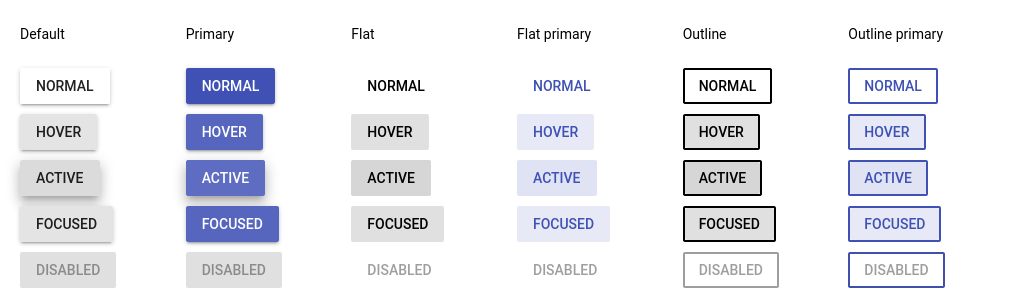 Default Primary Flat Flat primary Outline Outline primary
NORMAL NORMAL NORMAL NORMAL NORMAL NORMAL
HOVER HOVER HOVER HOVER HOVER HOVER
ACTIVE ACTIVE ACTIVE ACTIVE ACTIVE ACTIVE
FOCUSED FOCUSED FOCUSED FOCUSED FOCUSED FOCUSED
DISABLED DISABLED DISABLED DISABLED DISABLED DISABLED